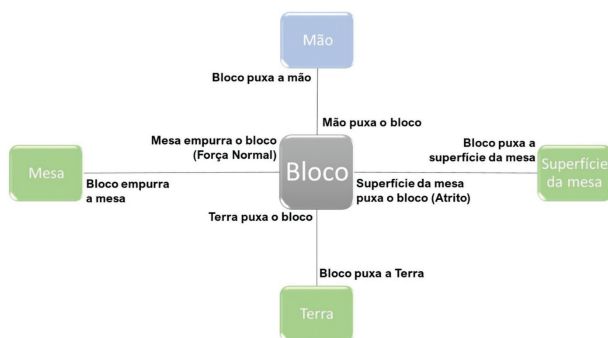 Mão
Bloco puxa a mão
Mão puxa o bloco
Mesa empurra o bloco
(Força Normal)
Bloco puxa a
superfície da mesa
Mesa
Bloco
Superfície
da mesa
Bloco empurra
a mesa
Superfície da mesa
puxa o bloco (Atrito)
Terra puxa o bloco
Bloco puxa a Terra
Terra